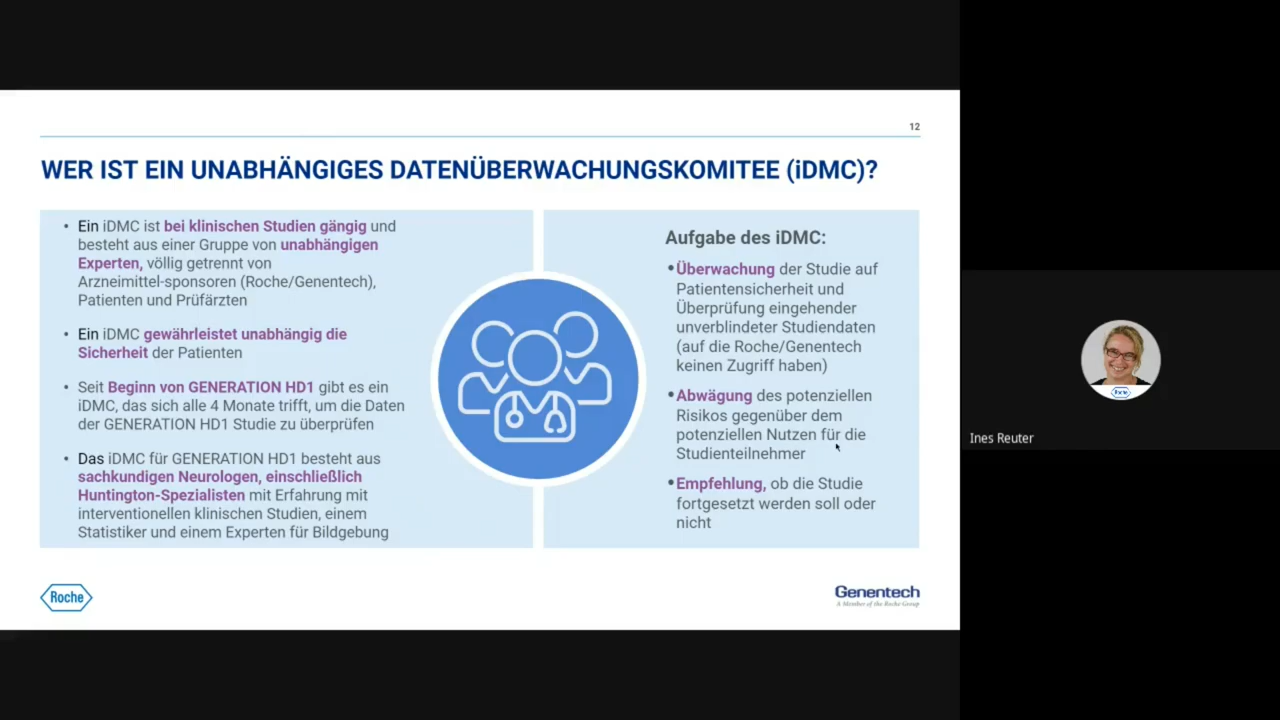 12
WER IST EIN UNABHÄNGIGES DATENÜBERWACHUNGSKOMITEE (iDMC)?
• Ein iDMC ist bei klinischen Studien gängig und
besteht aus einer Gruppe von unabhängigen
Experten, völlig getrennt von
Arzneimittel-sponsoren (Roche/Genentech),
Patienten und Prüfärzten
• Ein iDMC gewährleistet unabhängig die
Sicherheit der Patienten
• Seit Beginn von GENERATION HD1 gibt es ein
iDMC, das sich alle 4 Monate trifft, um die Daten
der GENERATION HD1 Studie zu überprüfen
• Das iDMC für GENERATION HD1 besteht aus
sachkundigen Neurologen, einschließlich
Huntington-Spezialisten mit Erfahrung mit
interventionellen klinischen Studien, einem
Statistiker und einem Experten für Bildgebung
Aufgabe des iDMC:
•Überwachung der Studie auf
Patientensicherheit und
Überprüfung eingehender
unverblindeter Studiendaten
(auf die Roche/Genentech
keinen Zugriff haben)
•Abwägung des potenziellen
Risikos gegenüber dem
potenziellen Nutzen für die
Studienteilnehmer
•Empfehlung, ob die Studie
fortgesetzt werden soll oder
nicht
Roche
Genentech
A Member of the Roche Group
Roche
Ines Reuter